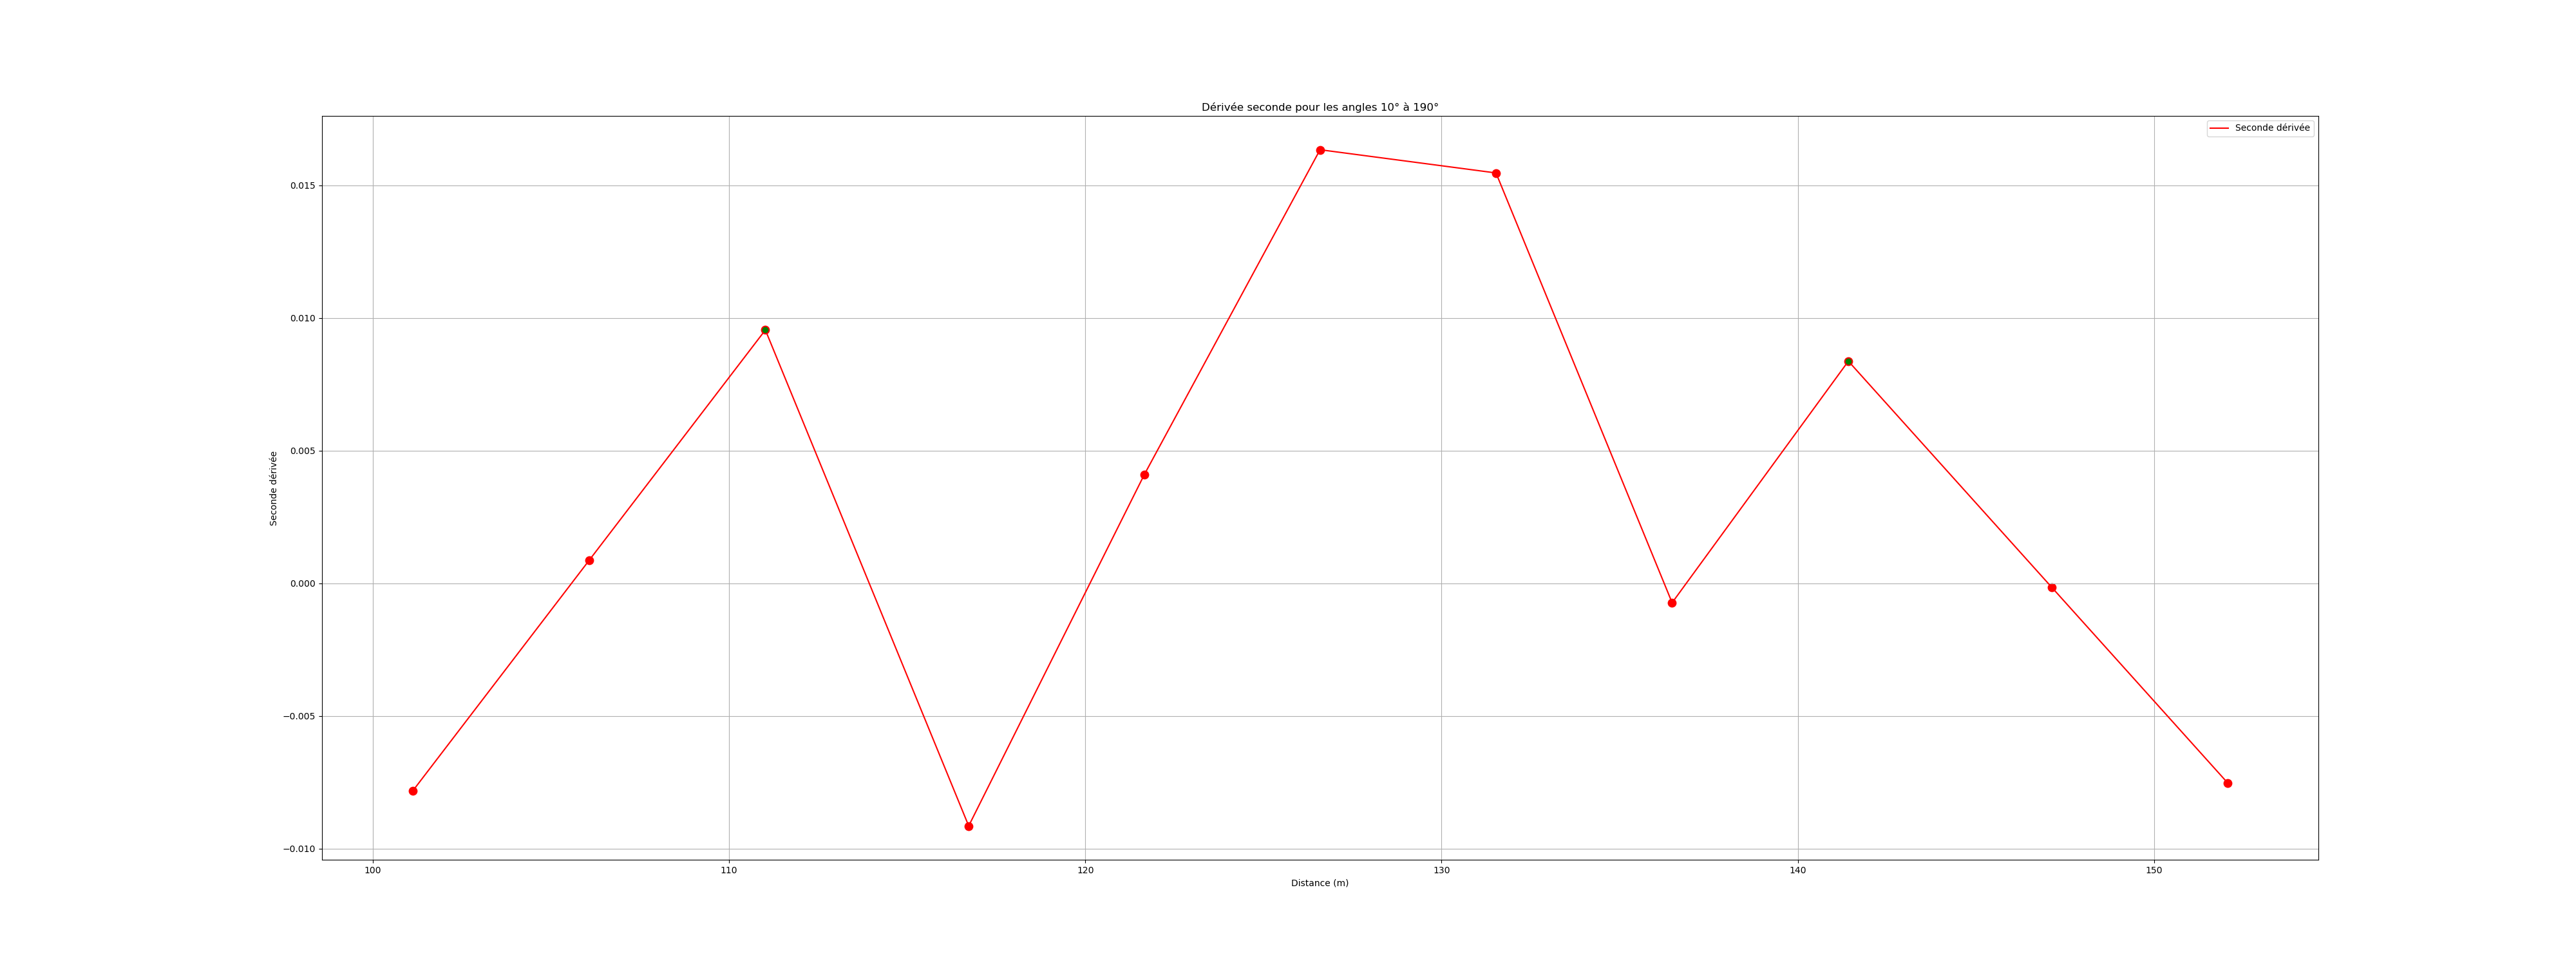 Dérivée seconde pour les angles 10° à 190°
Seconde dérivée
0.015
0.010
0.005
0.000
−0.005
−0.010
Seconde dérivée
100 110 120 130 140 150
Distance (m)